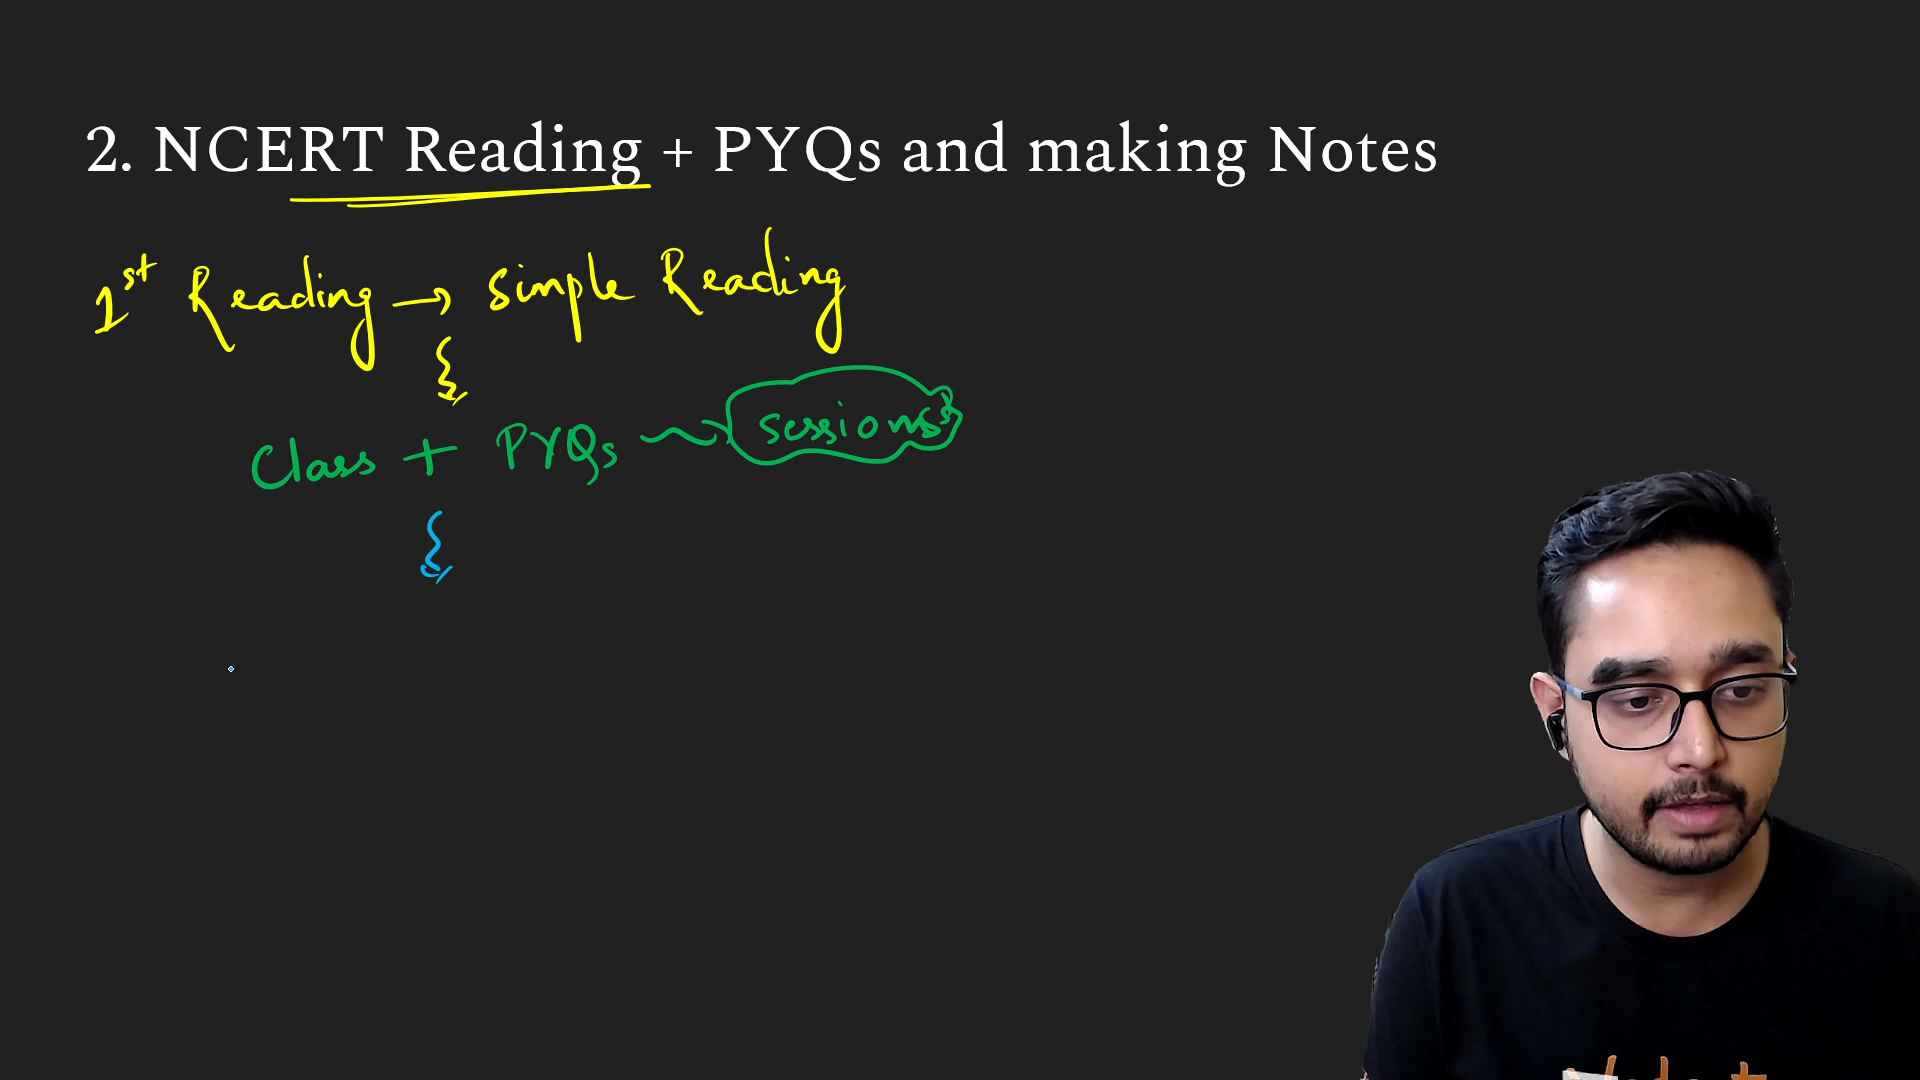 2. NCERT Reading + PYQs and making Notes
1st Reading → Simple Reading
Class + PYQs sessions